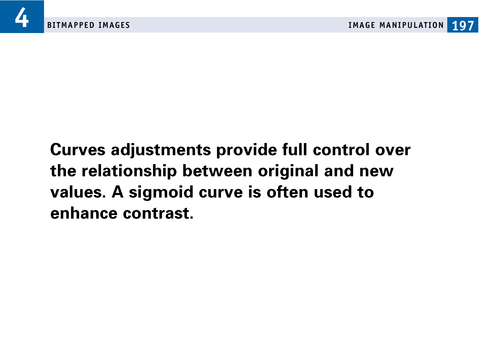 4
BITMAPPED IMAGES
IMAGE MANIPULATION 197
Curves adjustments provide full control over
the relationship between original and new
values. A sigmoid curve is often used to
enhance contrast.